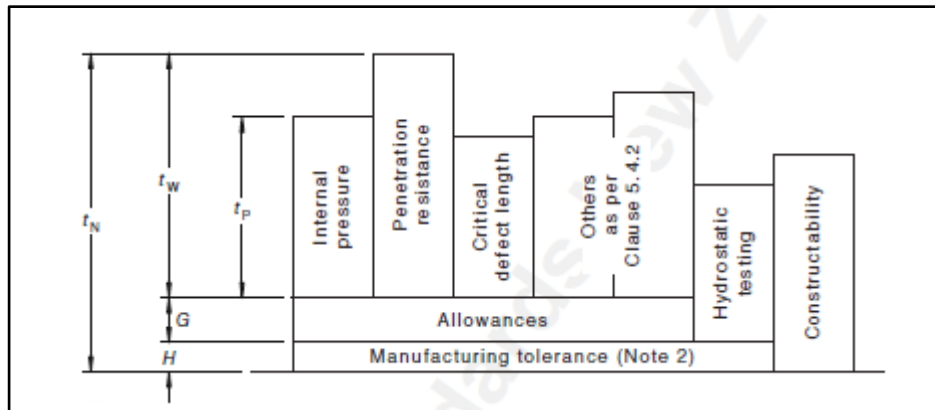 t_N
t_W
t_P
G
H
Internal
pressure
Penetration
resistance
Critical
defect length
Others
as per
Clause 5.4.2
Hydrostatic
testing
Constructability
Allowances
Manufacturing tolerance (Note 2)